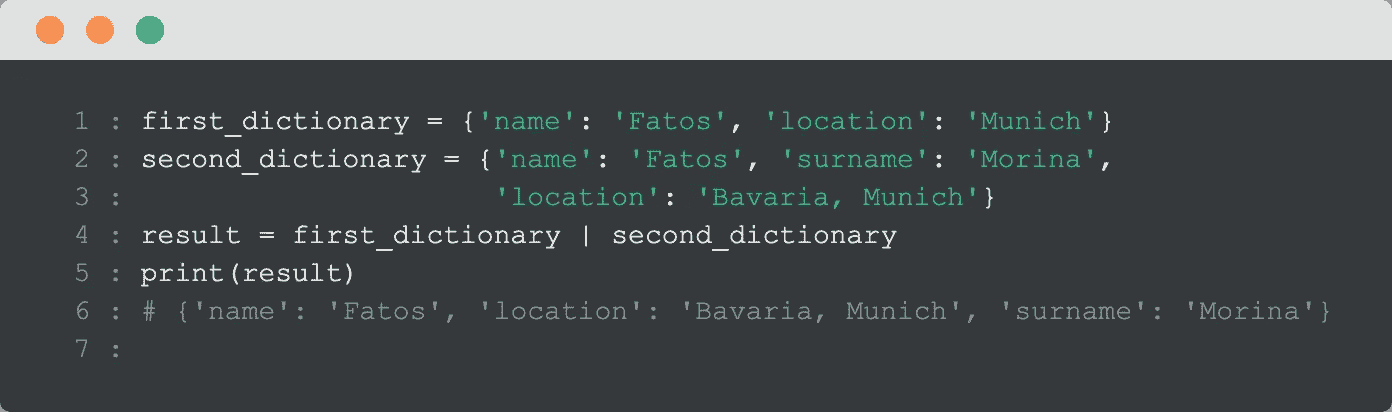 1 : first_dictionary = {'name': 'Fatos', 'location': 'Munich'}
2 : second_dictionary = {'name': 'Fatos', 'surname': 'Morina',
3 :                      'location': 'Bavaria, Munich'}
4 : result = first_dictionary | second_dictionary
5 : print(result)
6 : # {'name': 'Fatos', 'location': 'Bavaria, Munich', 'surname': 'Morina'}
7 :